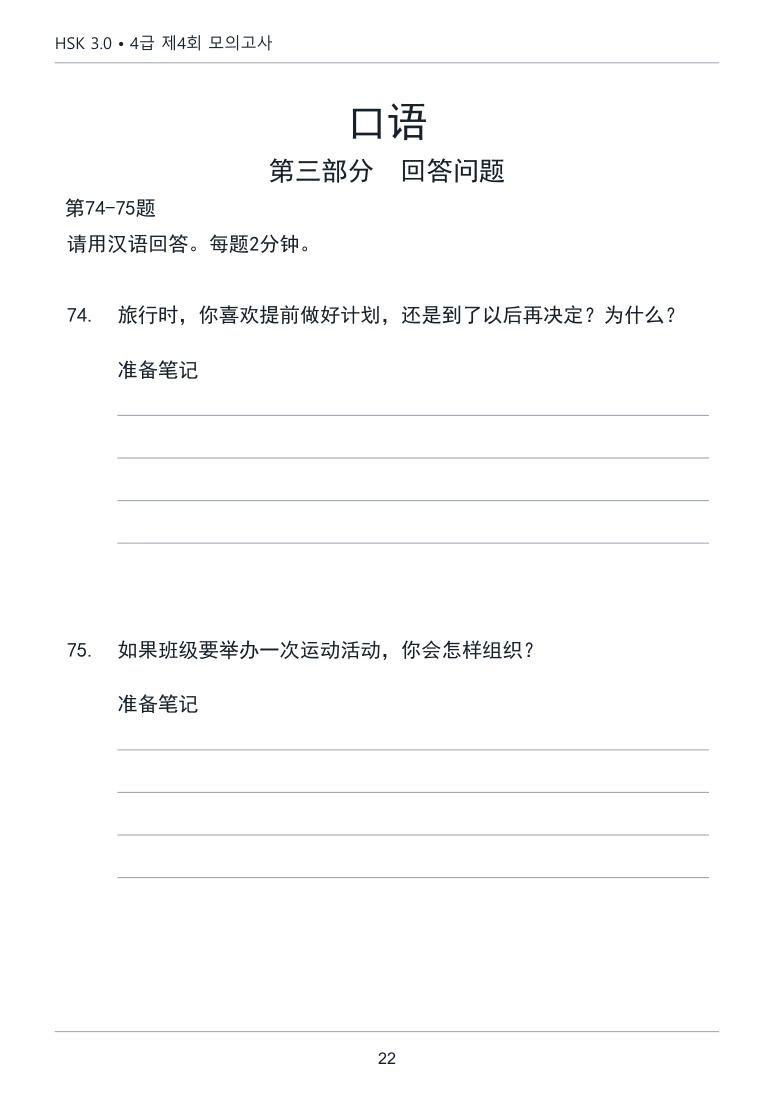 HSK 3.0 • 4급 제4회 모의고사
口语
第三部分　回答问题
第74-75题
请用汉语回答。每题2分钟。
74. 旅行时，你喜欢提前做好计划，还是到了以后再决定？为什么？
准备笔记
75. 如果班级要举办一次运动活动，你会怎样组织？
准备笔记
22